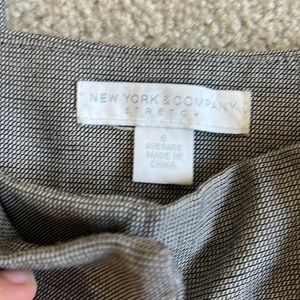 NEW YORK & COMPANY
STRETCH
6
AVERAGE
MADE IN
CHINA